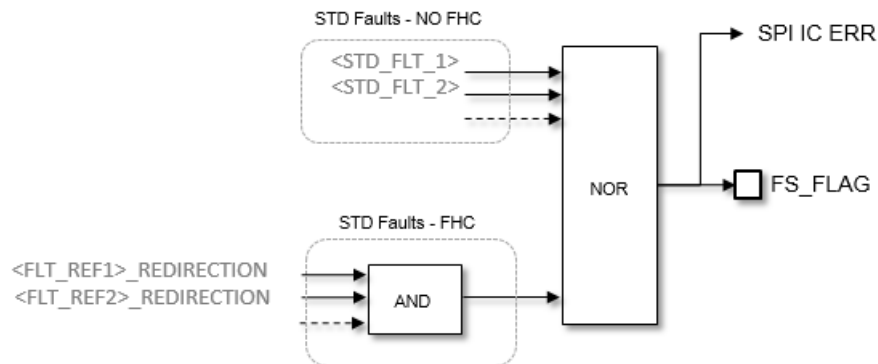 STD Faults - NO FHC
<STD_FLT_1>
<STD_FLT_2>
SPI IC ERR
NOR
FS_FLAG
STD Faults - FHC
<FLT_REF1>_REDIRECTION
<FLT_REF2>_REDIRECTION
AND